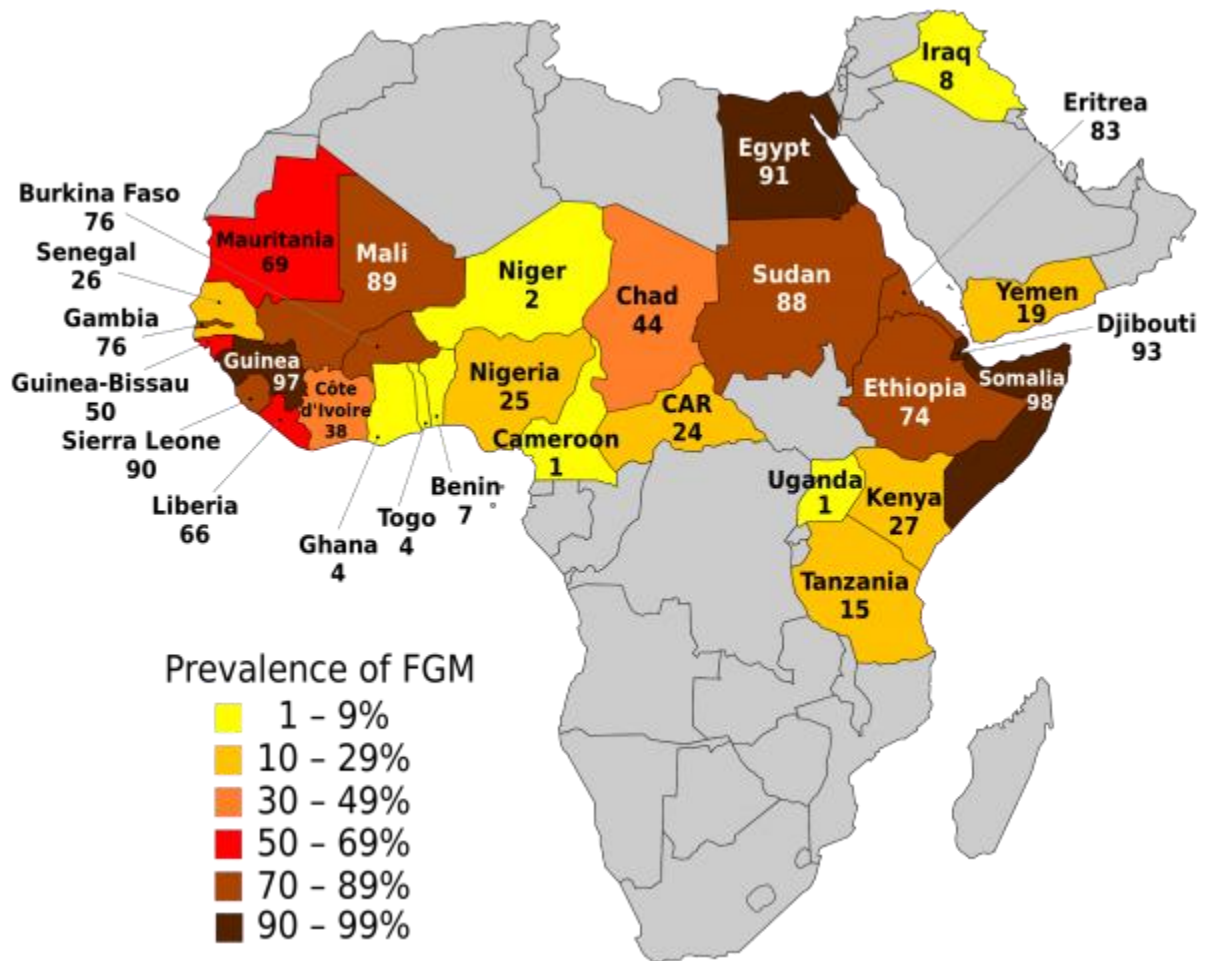 Iraq
8
Eritrea
83
Egypt
91
Burkina Faso
76
Mauritania
69
Mali
89
Senegal
26
Niger
2
Chad
44
Sudan
88
Yemen
19
Gambia
76
Djibouti
93
Guinea
97
Guinea-Bissau
50
Côte
d'Ivoire
38
Nigeria
25
Ethiopia
74
Somalia
98
CAR
24
Sierra Leone
90
Cameroon
1
Liberia
66
Benin
7
Togo
4
Ghana
4
Uganda
1
Kenya
27
Tanzania
15
Prevalence of FGM
1 – 9%
10 – 29%
30 – 49%
50 – 69%
70 – 89%
90 – 99%